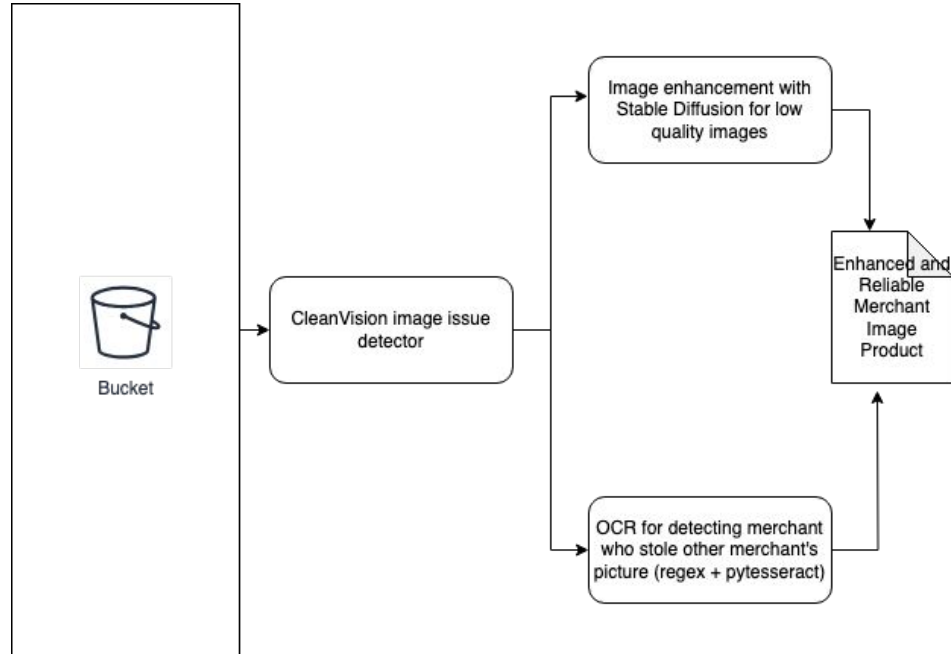 Image enhancement with
Stable Diffusion for low
quality images
Enhanced and
Reliable
Merchant
Image
Product
CleanVision image issue
detector
Bucket
OCR for detecting merchant
who stole other merchant's
picture (regex + pytesseract)